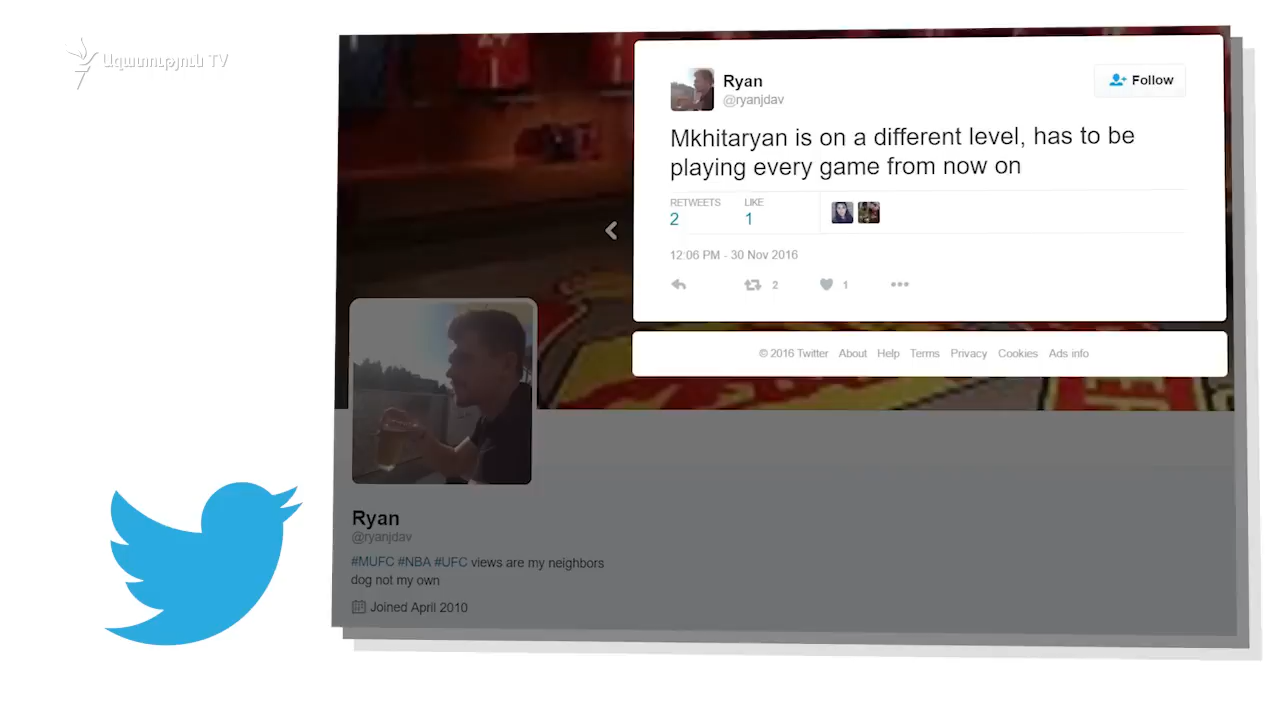 Ազատություն TV
Ryan
@ryanjdav
Follow
Mkhitaryan is on a different level, has to be
playing every game from now on
RETWEETS
LIKE
2
1
12:06 PM - 30 Nov 2016
2
1
© 2016 Twitter About Help Terms Privacy Cookies Ads info
Ryan
@ryanjdav
#MUFC #NBA #UFC views are my neighbors
dog not my own
Joined April 2010